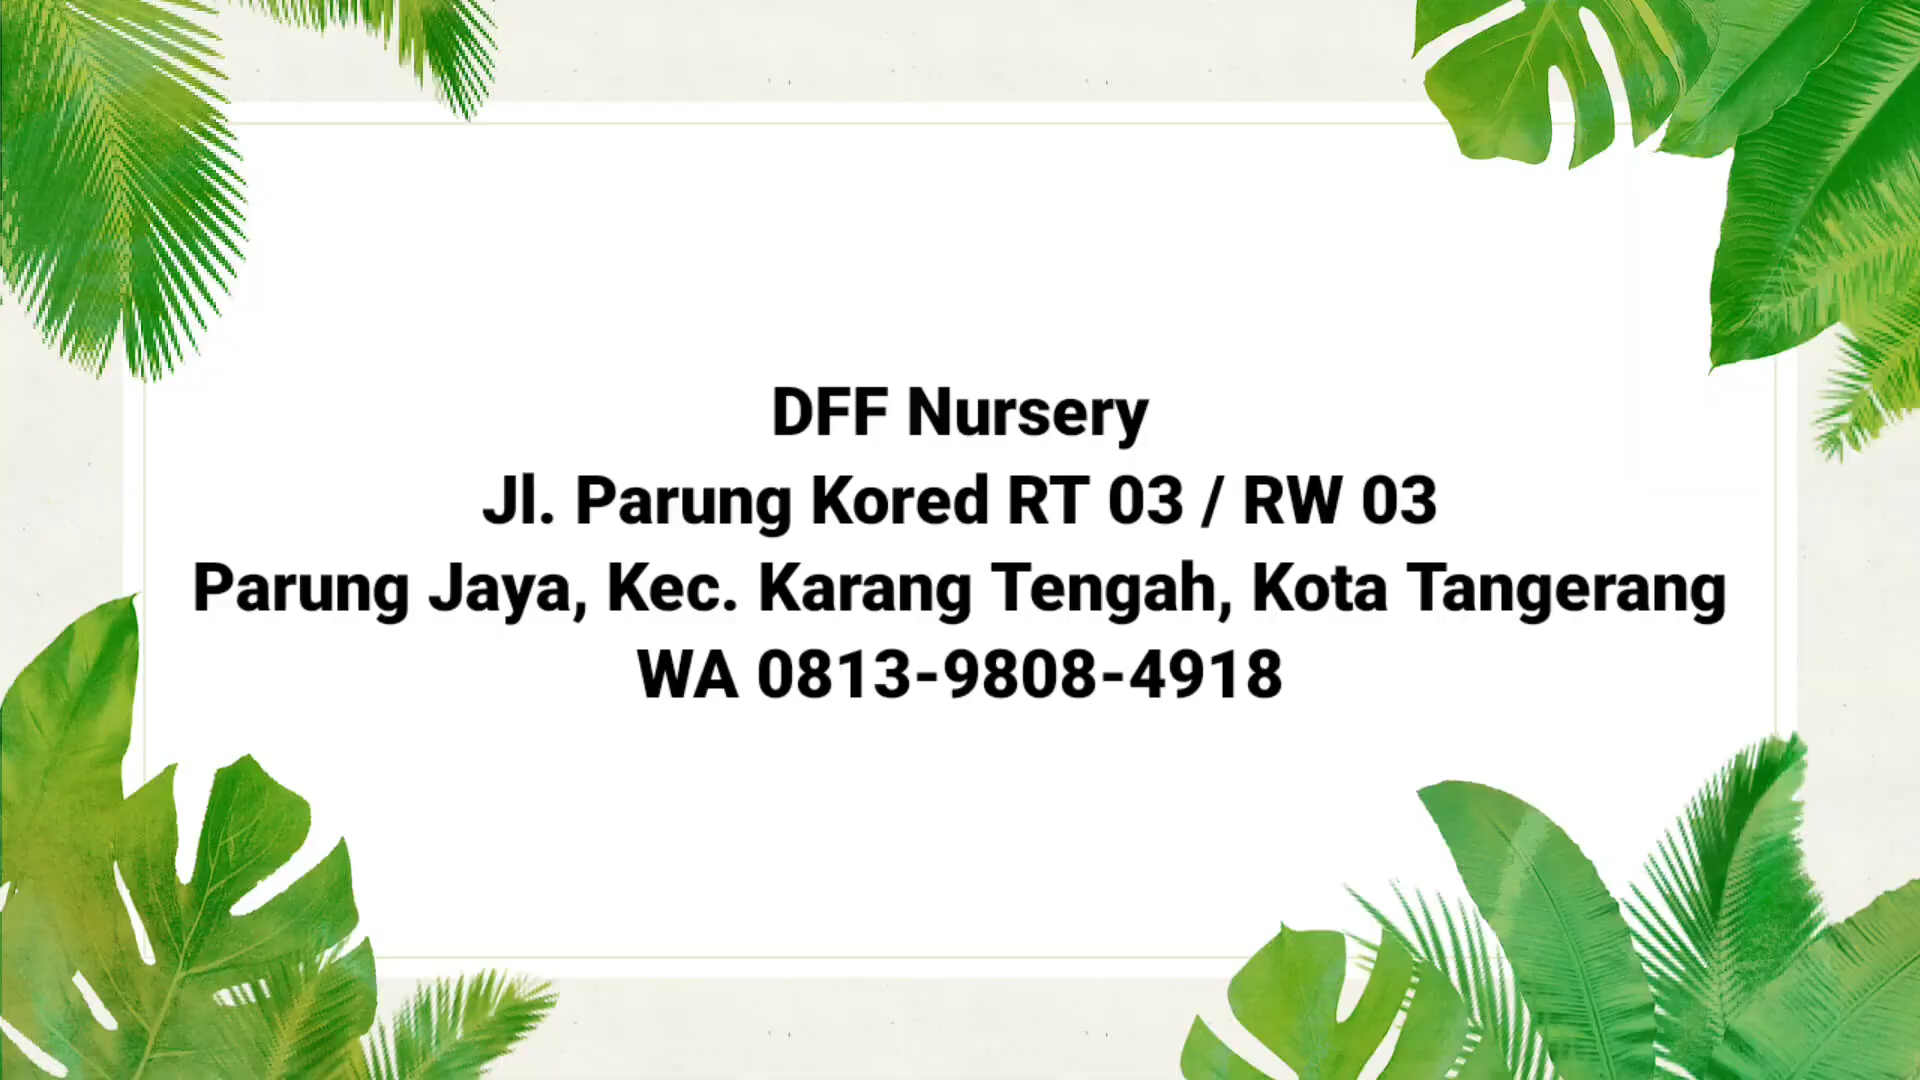 DFF Nursery
Jl. Parung Kored RT 03 / RW 03
Parung Jaya, Kec. Karang Tengah, Kota Tangerang
WA 0813-9808-4918